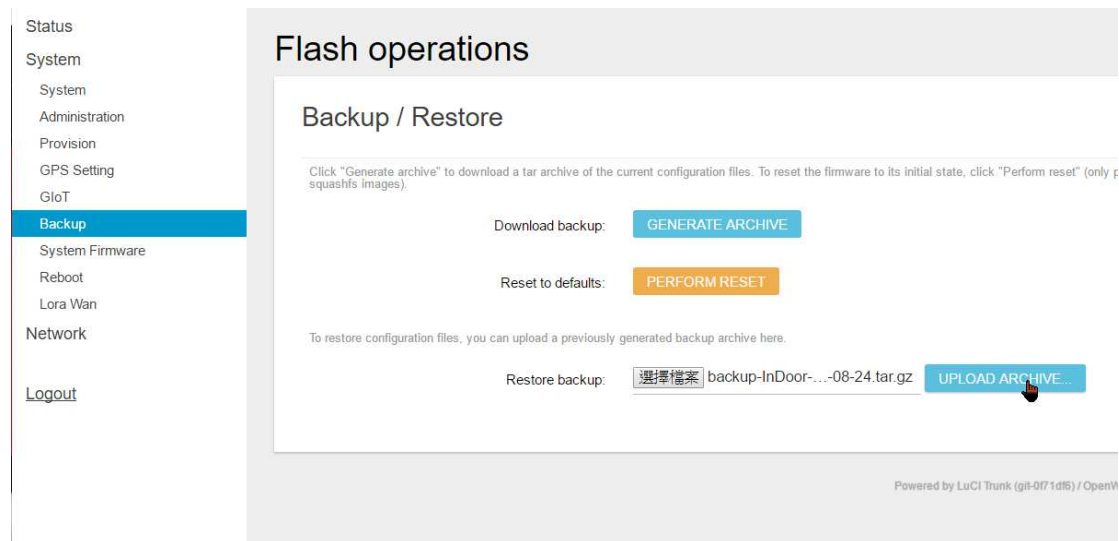 Status
System
System
Administration
Provision
GPS Setting
GIoT
Backup
System Firmware
Reboot
Lora Wan
Network
Logout
Flash operations
Backup / Restore
Click "Generate archive" to download a tar archive of the current configuration files. To reset the firmware to its initial state, click "Perform reset" (only p
squashfs images).
Download backup: GENERATE ARCHIVE
Reset to defaults: PERFORM RESET
To restore configuration files, you can upload a previously generated backup archive here.
Restore backup: 選擇檔案 backup-InDoor-...-08-24.tar.gz UPLOAD ARCHIVE...
Powered by LuCI Trunk (git-0f71df6) / OpenW